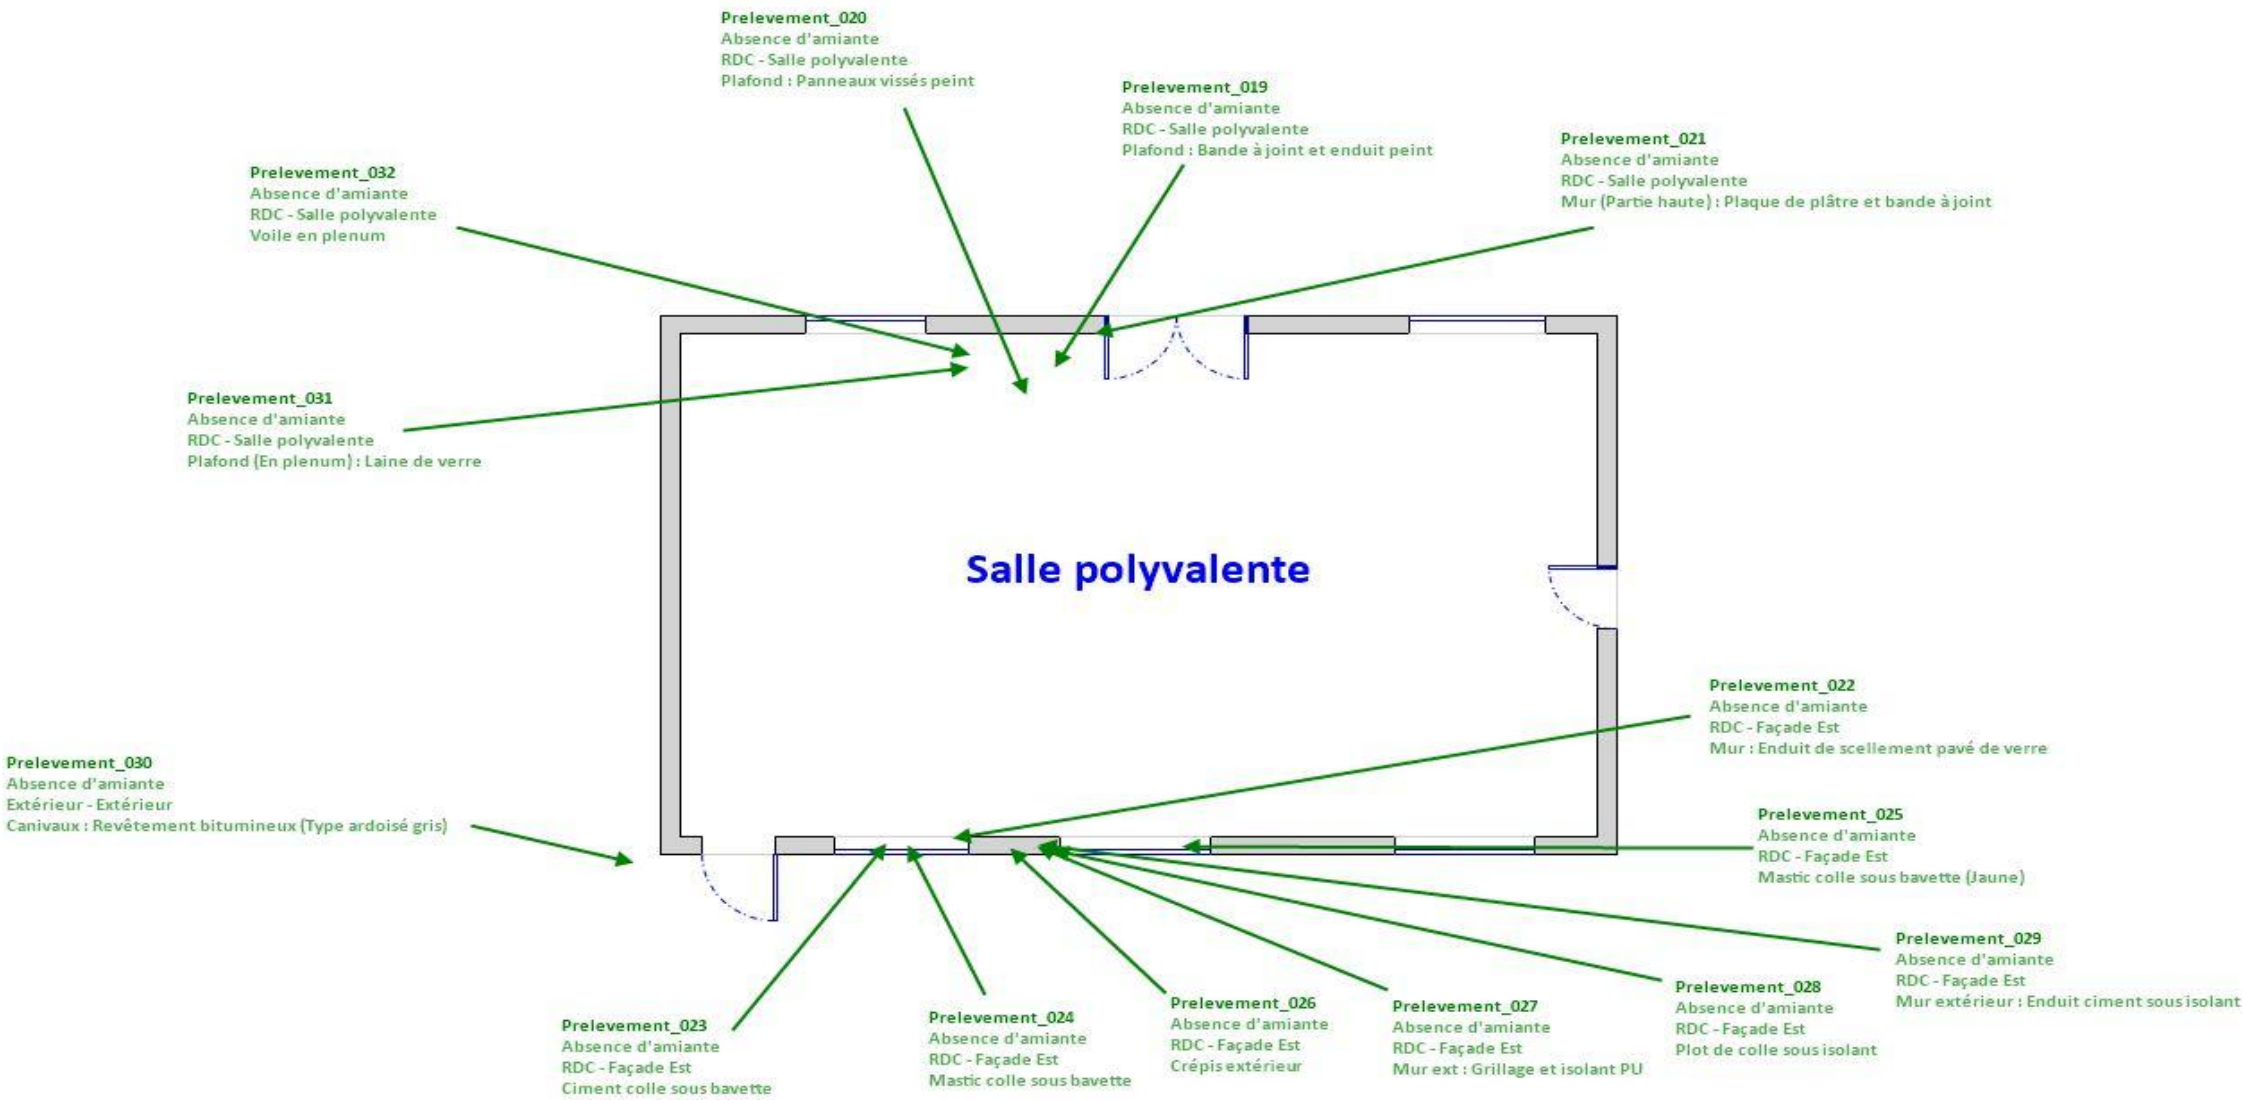 Prelevement_020
Absence d'amiante
RDC - Salle polyvalente
Plafond : Panneaux vissés peint
Prelevement_019
Absence d'amiante
RDC - Salle polyvalente
Plafond : Bande à joint et enduit peint
Prelevement_021
Absence d'amiante
RDC - Salle polyvalente
Mur (Partie haute) : Plaque de plâtre et bande à joint
Prelevement_032
Absence d'amiante
RDC - Salle polyvalente
Voile en plenum
Prelevement_031
Absence d'amiante
RDC - Salle polyvalente
Plafond (En plenum) : Laine de verre
Salle polyvalente
Prelevement_022
Absence d'amiante
RDC - Façade Est
Mur : Enduit de scellement pavé de verre
Prelevement_030
Absence d'amiante
Extérieur - Extérieur
Canivaux : Revêtement bitumineux (Type ardoisé gris)
Prelevement_025
Absence d'amiante
RDC - Façade Est
Mastic colle sous bavette (Jaune)
Prelevement_029
Absence d'amiante
RDC - Façade Est
Mur extérieur : Enduit ciment sous isolant
Prelevement_028
Absence d'amiante
RDC - Façade Est
Plot de colle sous isolant
Prelevement_027
Absence d'amiante
RDC - Façade Est
Mur ext : Grillage et isolant PU
Prelevement_026
Absence d'amiante
RDC - Façade Est
Crépis extérieur
Prelevement_024
Absence d'amiante
RDC - Façade Est
Mastic colle sous bavette
Prelevement_023
Absence d'amiante
RDC - Façade Est
Ciment colle sous bavette